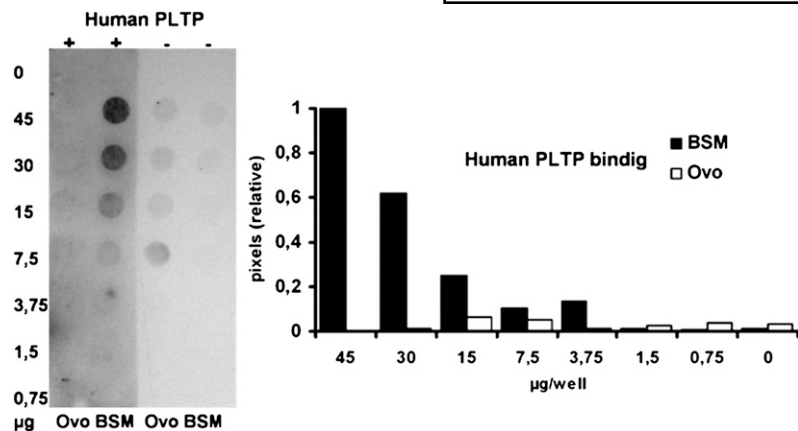 Human PLTP
+ + - -
0
45
30
15
7,5
3,75
1,5
0,75
µg Ovo BSM Ovo BSM
1
0,8
0,6
0,4
0,2
0
pixels (relative)
Human PLTP bindig
BSM
Ovo
45 30 15 7,5 3,75 1,5 0,75 0
µg/well